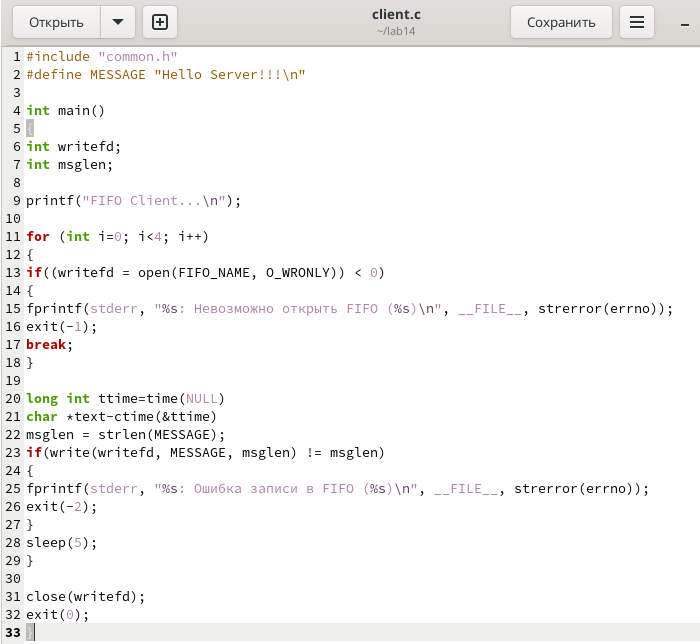 Открыть
client.c
~/lab14
Сохранить
1 #include "common.h"
2 #define MESSAGE "Hello Server!!!\n"
3
4 int main()
5 {
6 int writefd;
7 int msglen;
8
9 printf("FIFO Client...\n");
10
11 for (int i=0; i<4; i++)
12 {
13 if((writefd = open(FIFO_NAME, O_WRONLY)) < 0)
14 {
15 fprintf(stderr, "%s: Невозможно открыть FIFO (%s)\n", __FILE__, strerror(errno));
16 exit(-1);
17 break;
18 }
19
20 long int ttime=time(NULL)
21 char *text-ctime(&ttime)
22 msglen = strlen(MESSAGE);
23 if(write(writefd, MESSAGE, msglen) != msglen)
24 {
25 fprintf(stderr, "%s: Ошибка записи в FIFO (%s)\n", __FILE__, strerror(errno));
26 exit(-2);
27 }
28 sleep(5);
29 }
30
31 close(writefd);
32 exit(0);
33 }